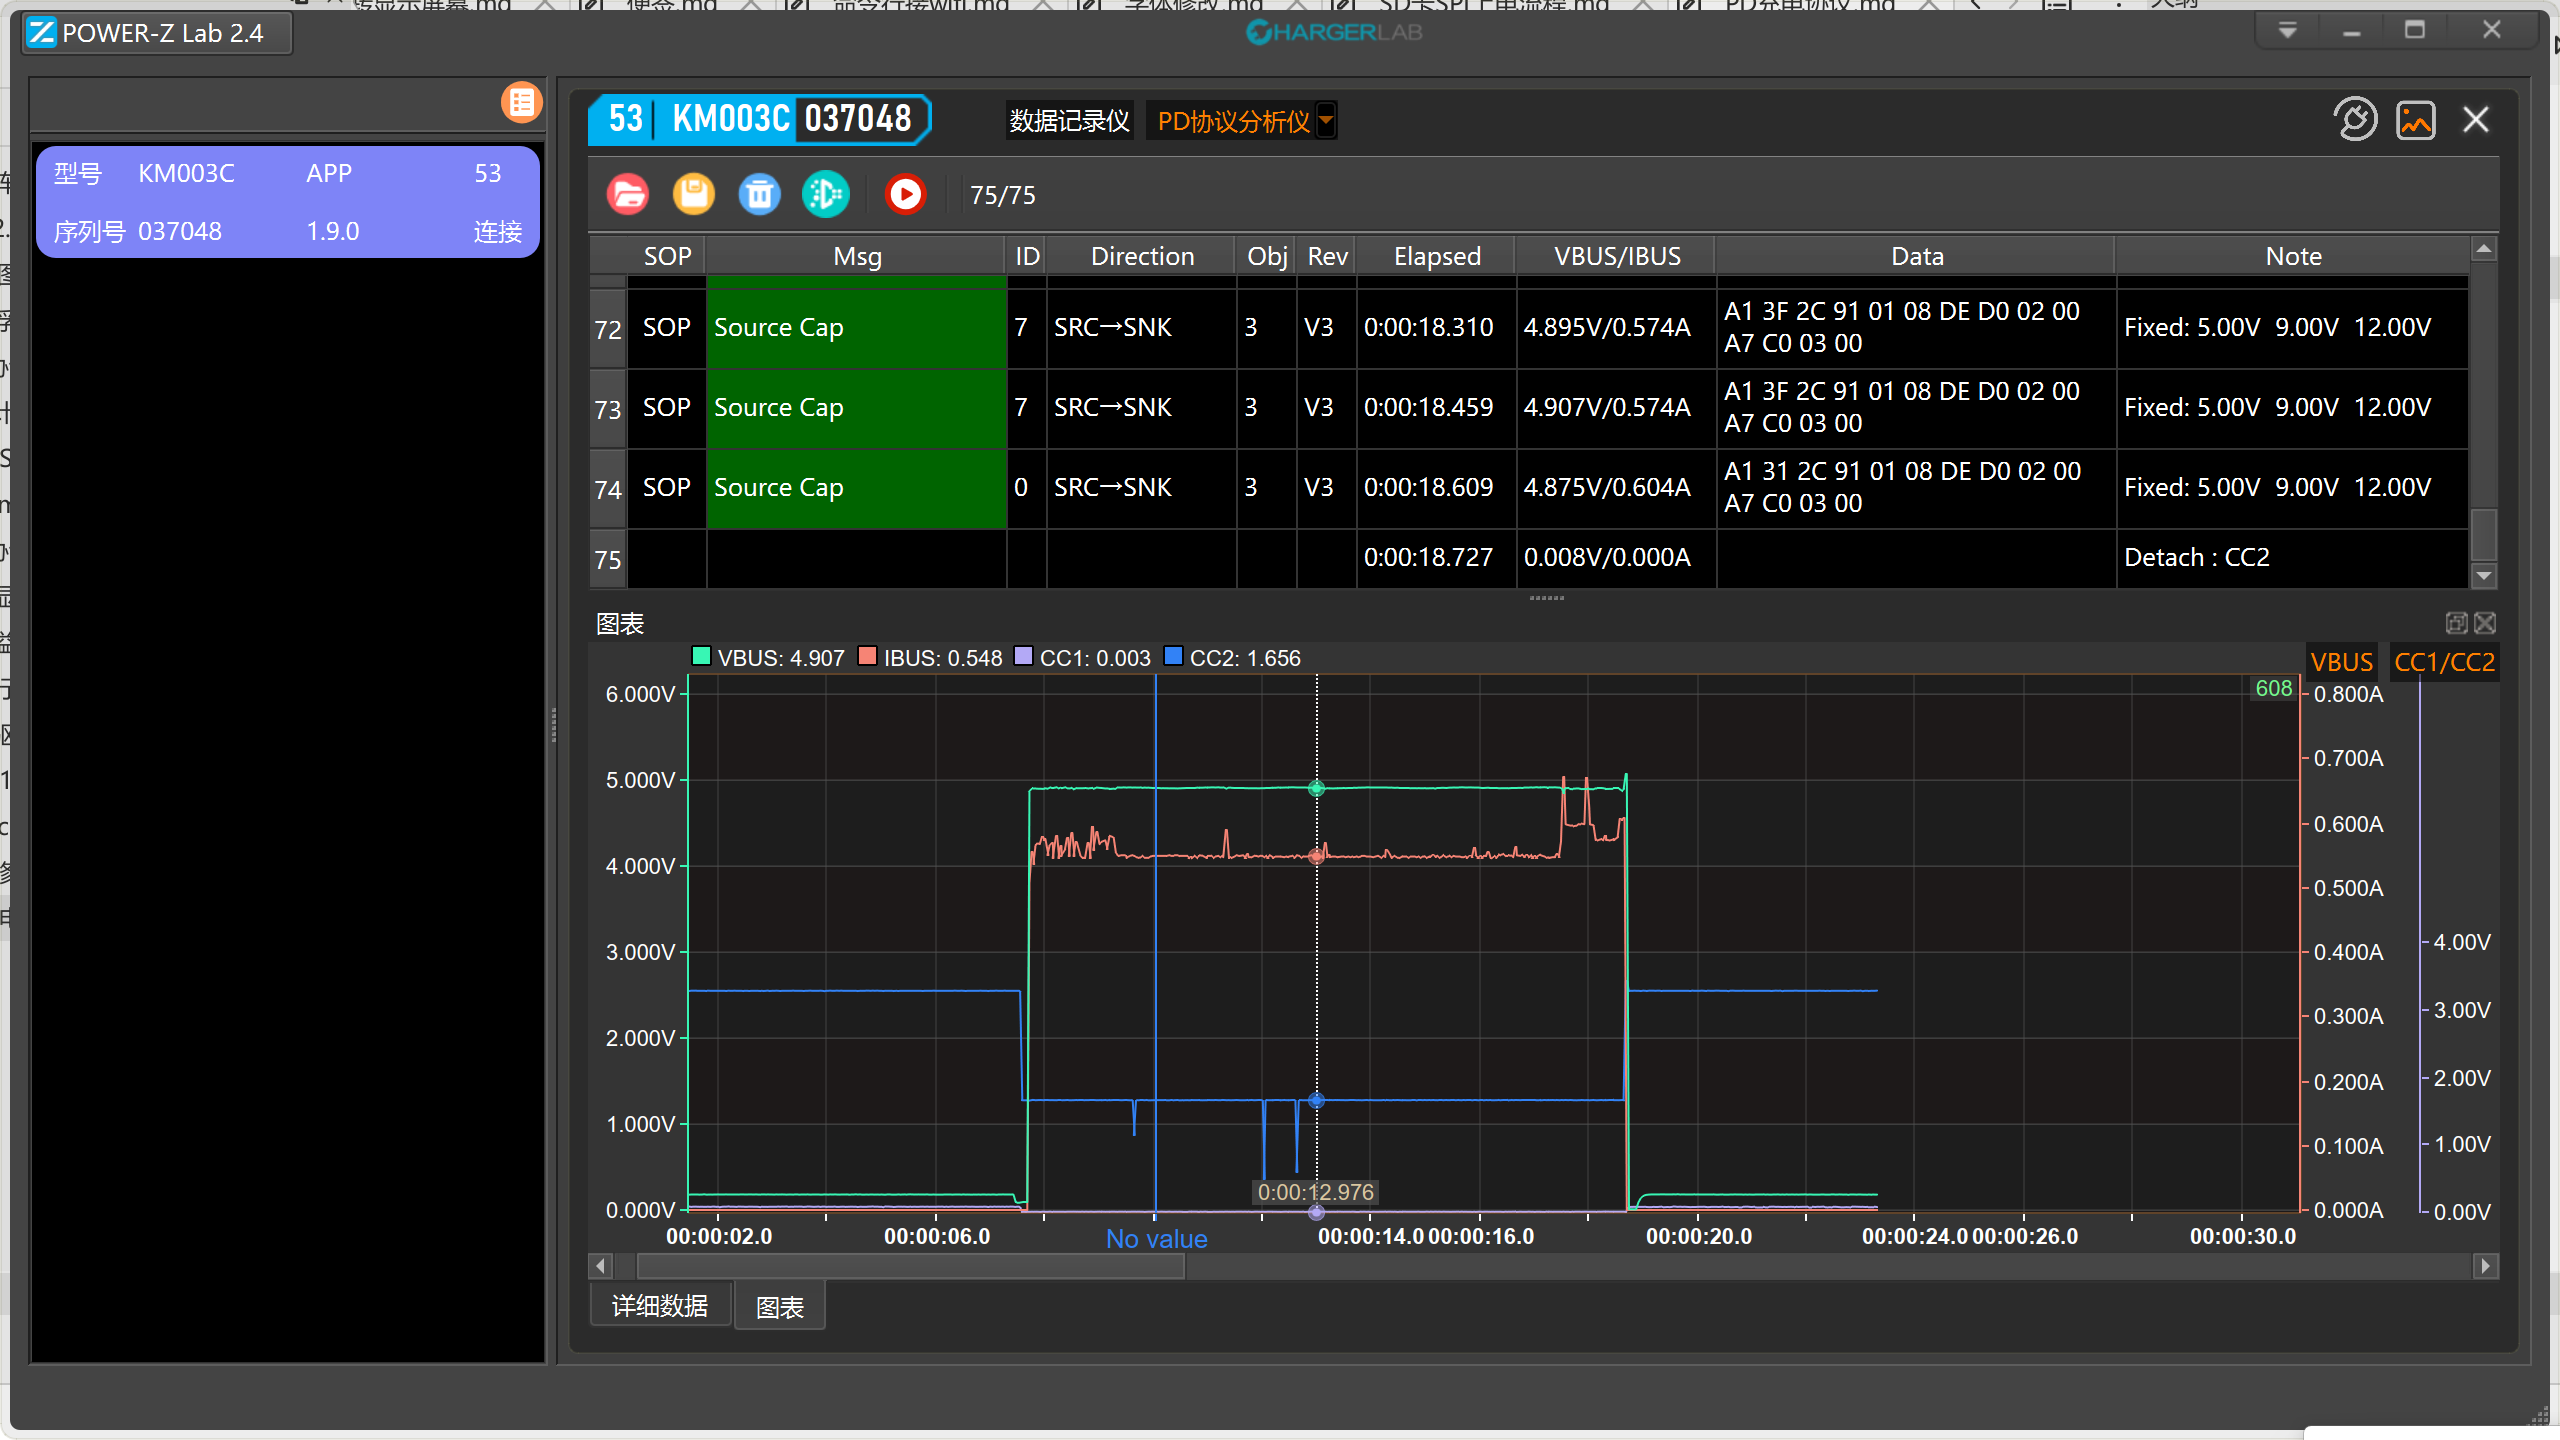 POWER-Z Lab 2.4
CHARGERLAB
型号 KM003C APP 53
序列号 037048 1.9.0 连接
53 KM003C 037048 数据记录仪 PD协议分析仪
75/75
SOP Msg ID Direction Obj Rev Elapsed VBUS/IBUS Data Note
72 SOP Source Cap 7 SRC→SNK 3 V3 0:00:18.310 4.895V/0.574A A1 3F 2C 91 01 08 DE D0 02 00 A7 C0 03 00 Fixed: 5.00V 9.00V 12.00V
73 SOP Source Cap 7 SRC→SNK 3 V3 0:00:18.459 4.907V/0.574A A1 3F 2C 91 01 08 DE D0 02 00 A7 C0 03 00 Fixed: 5.00V 9.00V 12.00V
74 SOP Source Cap 0 SRC→SNK 3 V3 0:00:18.609 4.875V/0.604A A1 31 2C 91 01 08 DE D0 02 00 A7 C0 03 00 Fixed: 5.00V 9.00V 12.00V
75 0:00:18.727 0.008V/0.000A Detach : CC2
图表
VBUS: 4.907 IBUS: 0.548 CC1: 0.003 CC2: 1.656
VBUS CC1/CC2
608
6.000V
5.000V
4.000V
3.000V
2.000V
1.000V
0.000V
0.800A
0.700A
0.600A
0.500A
0.400A
0.300A
0.200A
0.100A
0.000A
4.00V
3.00V
2.00V
1.00V
0.00V
0:00:12.976
00:00:02.0 00:00:06.0 No value 00:00:14.0 00:00:16.0 00:00:20.0 00:00:24.0 00:00:26.0 00:00:30.0
详细数据 图表